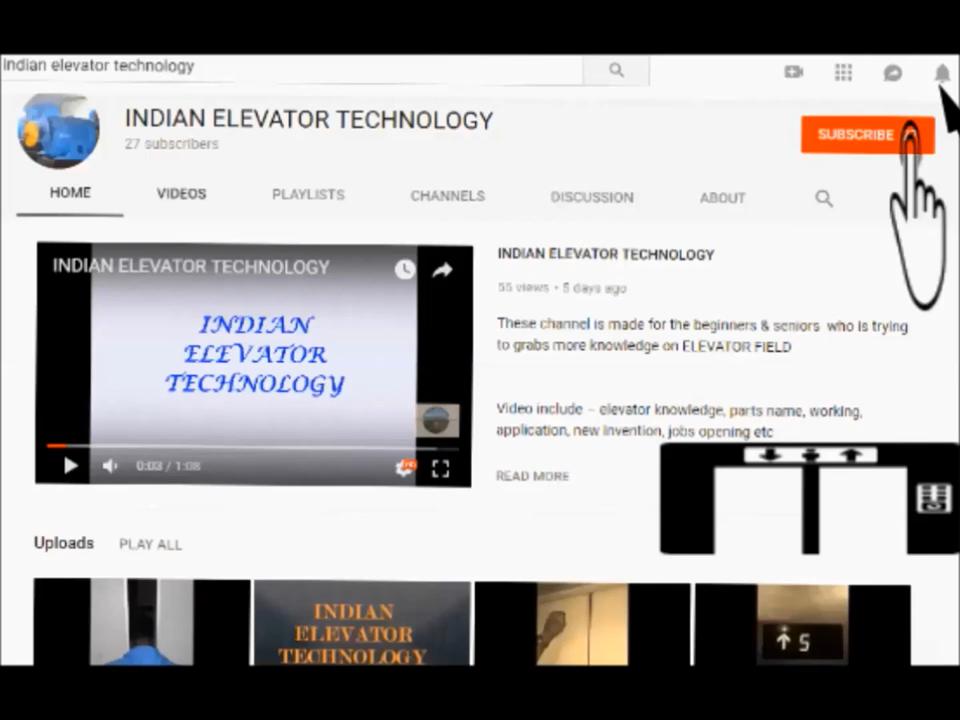 Indian elevator technology
INDIAN ELEVATOR TECHNOLOGY
27 subscribers
SUBSCRIBE
HOME
VIDEOS
PLAYLISTS
CHANNELS
DISCUSSION
ABOUT
INDIAN ELEVATOR TECHNOLOGY
INDIAN
ELEVATOR
TECHNOLOGY
0:03 / 1:08
INDIAN ELEVATOR TECHNOLOGY
55 views • 5 days ago
These channel is made for the beginners & seniors who is trying
to grabs more knowledge on ELEVATOR FIELD
Video include – elevator knowledge, parts name, working,
application, new invention, jobs opening etc
READ MORE
Uploads PLAY ALL
INDIAN
ELEVATOR
TECHNOLOGY
5